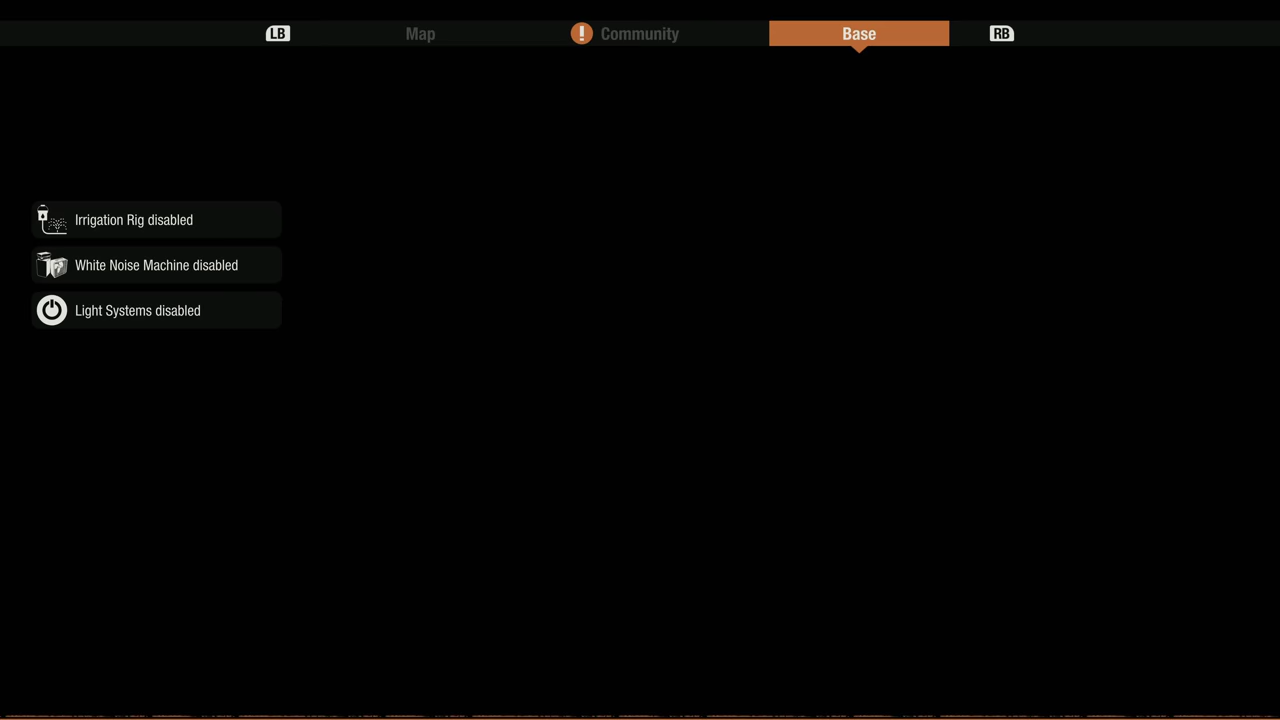 LB Map ! Community Base RB
Irrigation Rig disabled
White Noise Machine disabled
Light Systems disabled